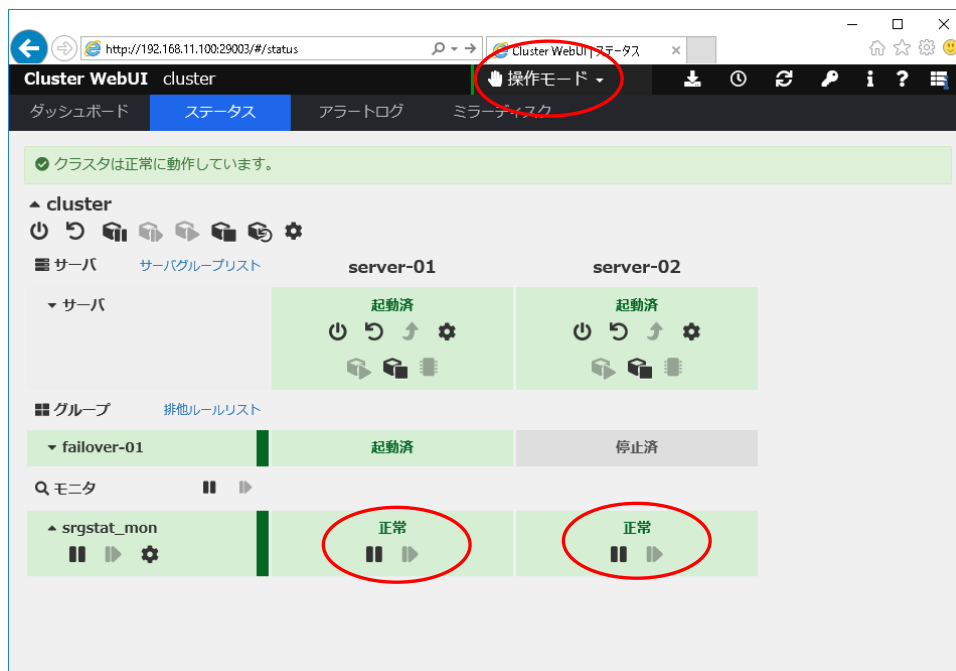 http://192.168.11.100:29003/#/status
Cluster WebUI | ステータス
Cluster WebUI cluster
操作モード
ダッシュボード ステータス アラートログ ミラーディスク
クラスタは正常に動作しています。
cluster
サーバ サーバグループリスト server-01 server-02
サーバ 起動済 起動済
グループ 排他ルールリスト
failover-01 起動済 停止済
モニタ
srgstat_mon 正常 正常